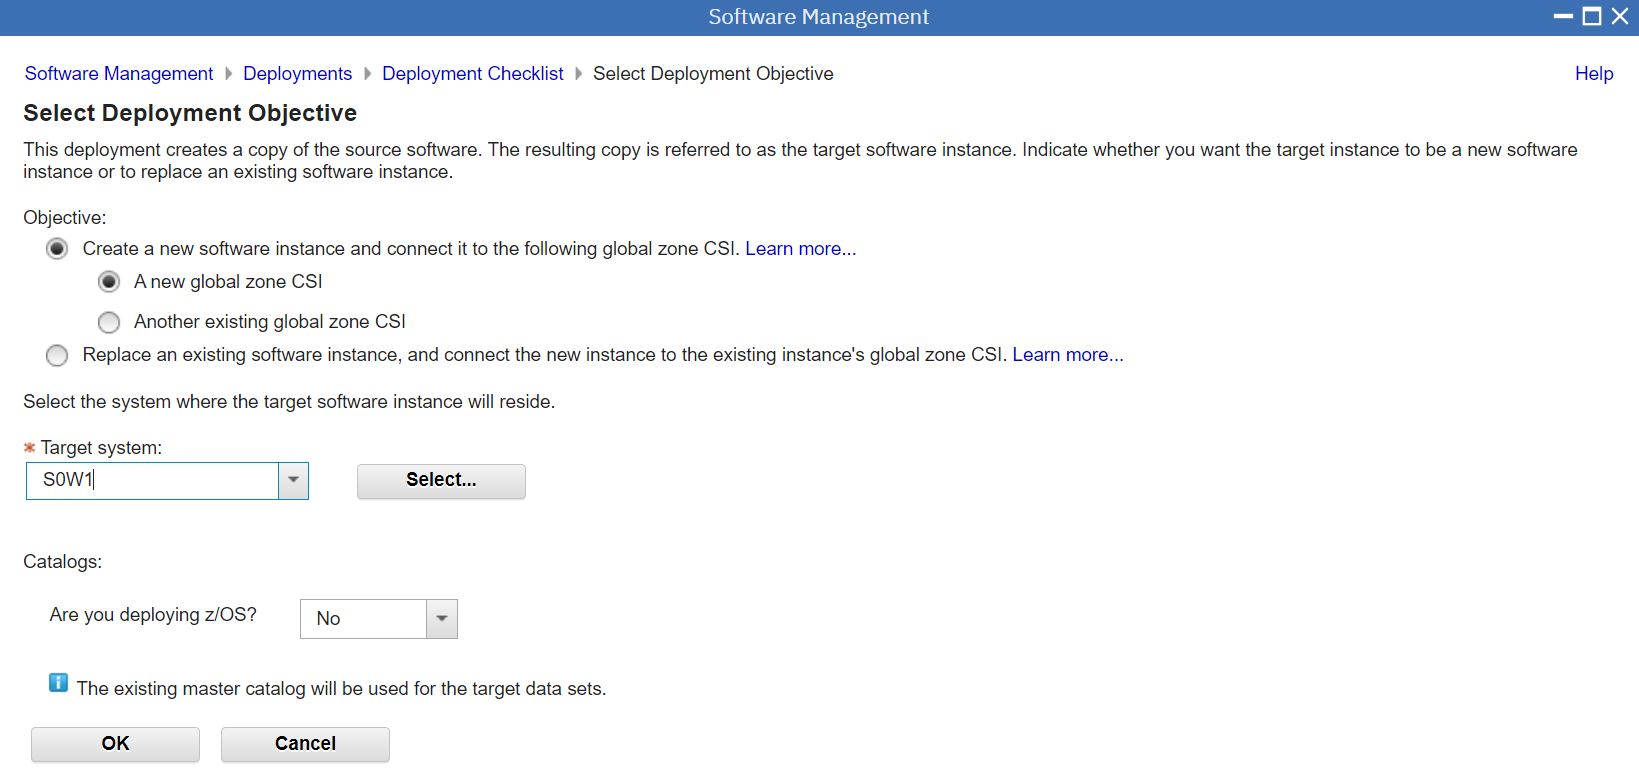 Software Management
Software Management Deployments Deployment Checklist Select Deployment Objective Help
Select Deployment Objective
This deployment creates a copy of the source software. The resulting copy is referred to as the target software instance. Indicate whether you want the target instance to be a new software
instance or to replace an existing software instance.
Objective:
Create a new software instance and connect it to the following global zone CSI. Learn more...
A new global zone CSI
Another existing global zone CSI
Replace an existing software instance, and connect the new instance to the existing instance's global zone CSI. Learn more...
Select the system where the target software instance will reside.
* Target system:
S0W1 Select...
Catalogs:
Are you deploying z/OS? No
i The existing master catalog will be used for the target data sets.
OK Cancel